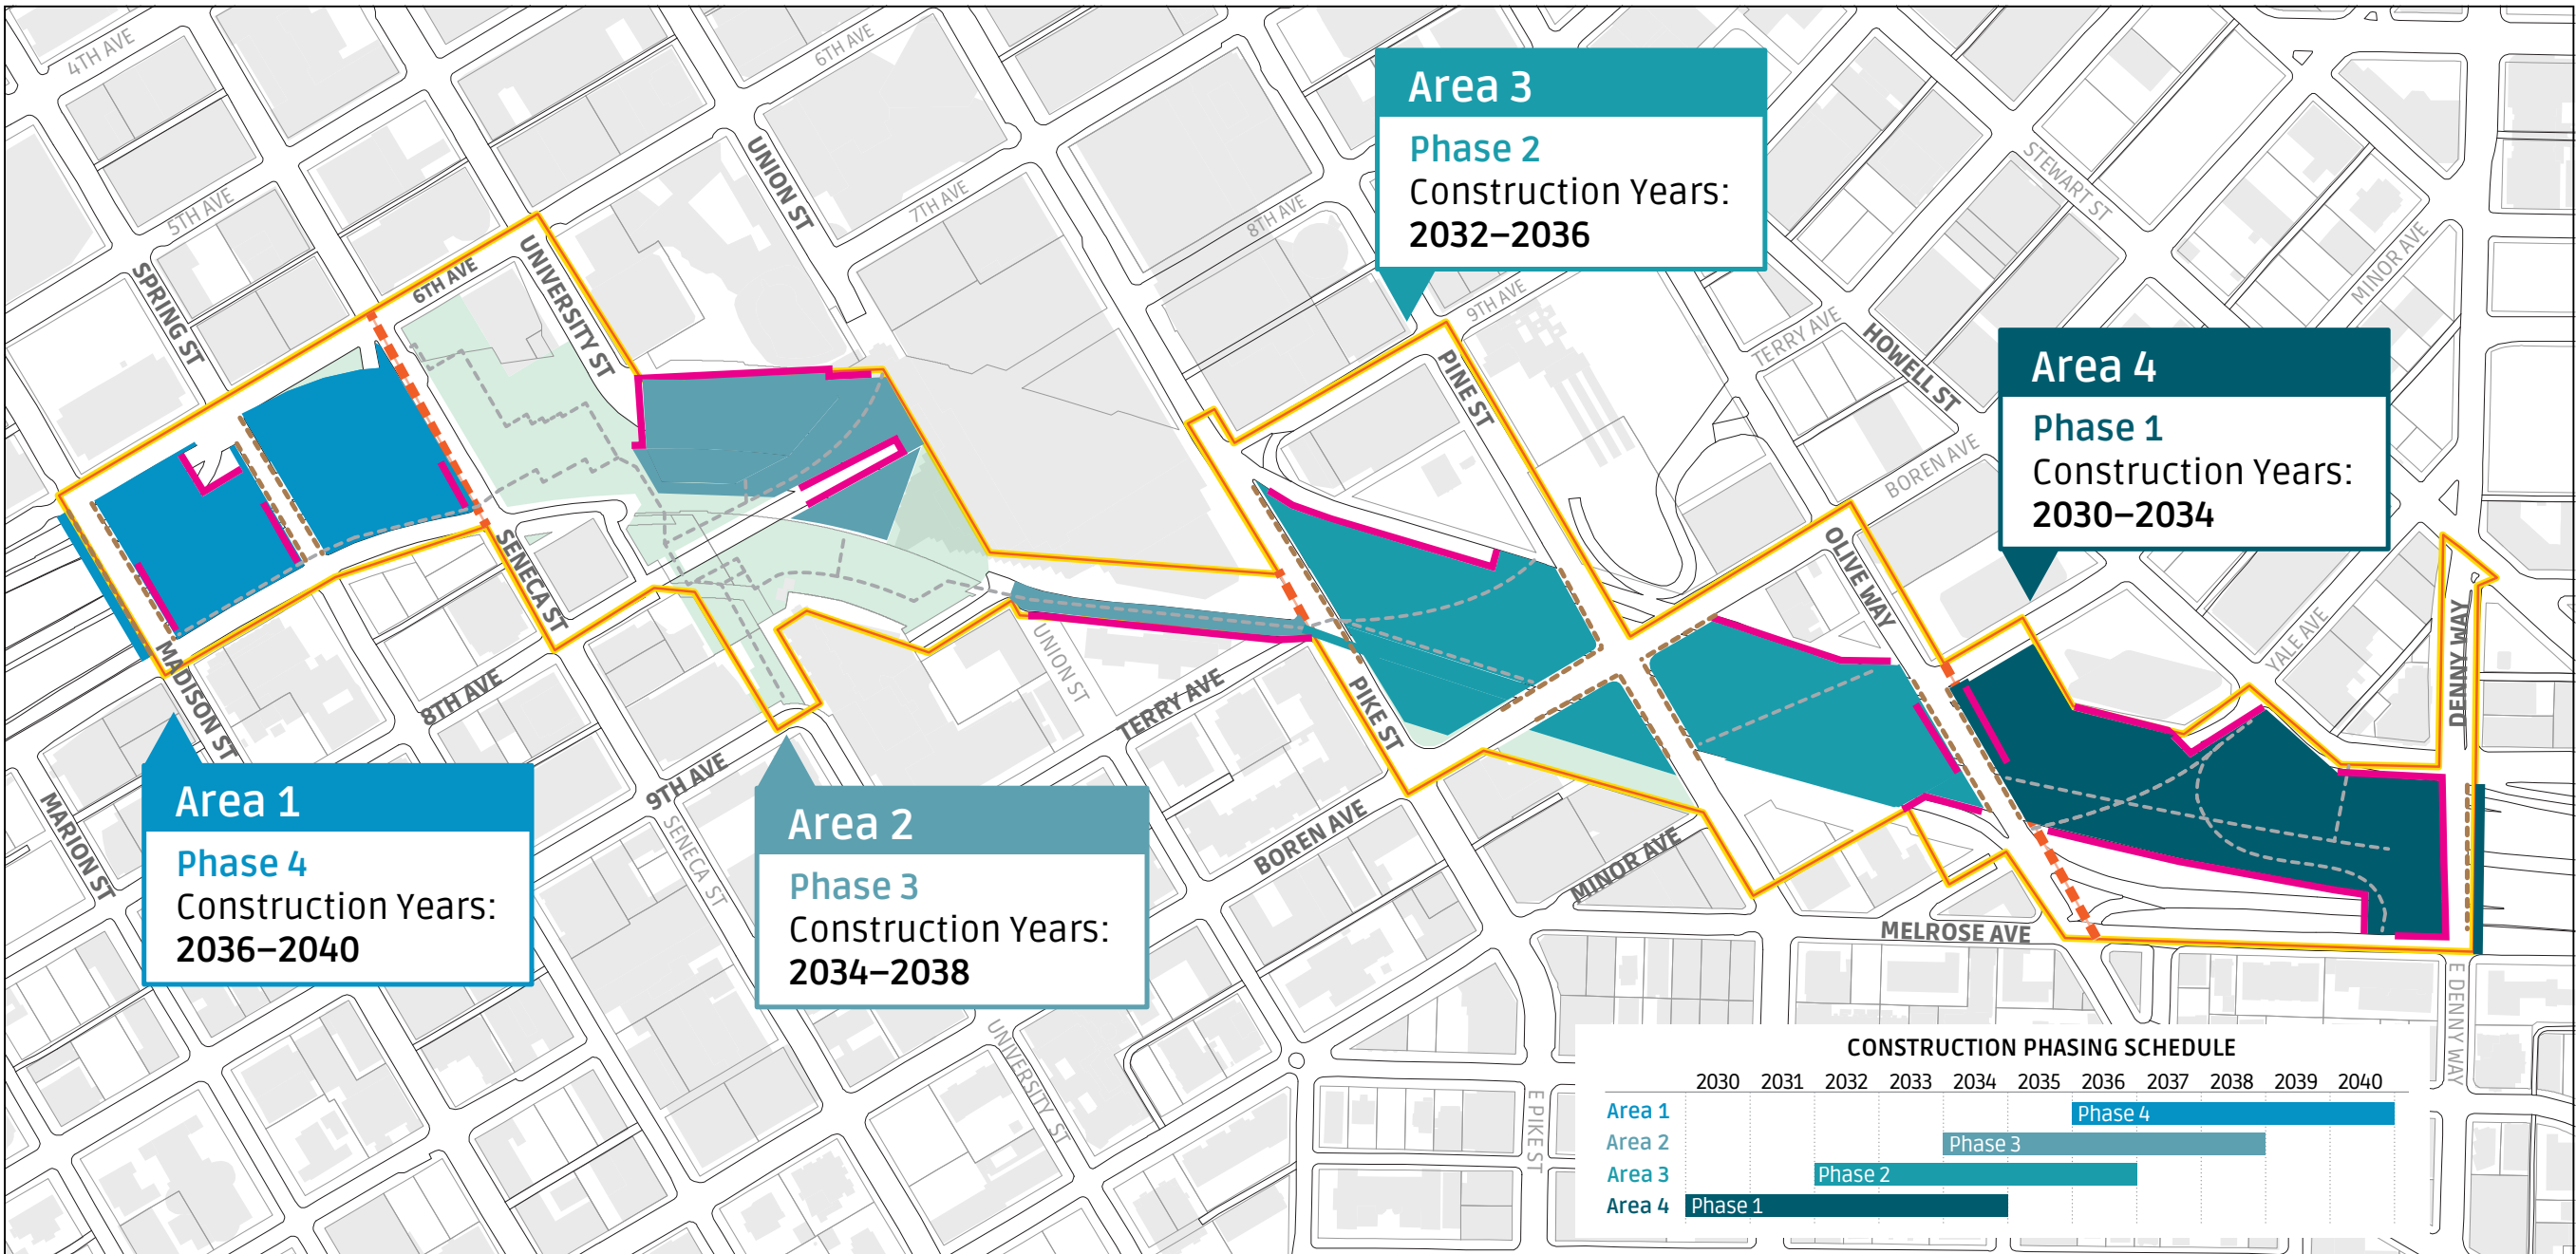 4TH AVE
6TH AVE
5TH AVE
UNION ST
7TH AVE
8TH AVE
SPRING ST
6TH AVE
UNIVERSITY ST
Area 3
Phase 2
Construction Years:
2032–2036
9TH AVE
PINE ST
TERRY AVE
HOWELL ST
STEWART ST
MINOR AVE
BOREN AVE
Area 4
Phase 1
Construction Years:
2030–2034
OLIVE WAY
YALE AVE
DENNY WAY
SENECA ST
MADISON ST
8TH AVE
9TH AVE
UNION ST
TERRY AVE
PIKE ST
BOREN AVE
MINOR AVE
MELROSE AVE
MARION ST
SENECA ST
UNIVERSITY ST
E PIKE ST
E DENNY WAY
Area 1
Phase 4
Construction Years:
2036–2040
Area 2
Phase 3
Construction Years:
2034–2038
CONSTRUCTION PHASING SCHEDULE
2030 2031 2032 2033 2034 2035 2036 2037 2038 2039 2040
Area 1 Phase 4
Area 2 Phase 3
Area 3 Phase 2
Area 4 Phase 1